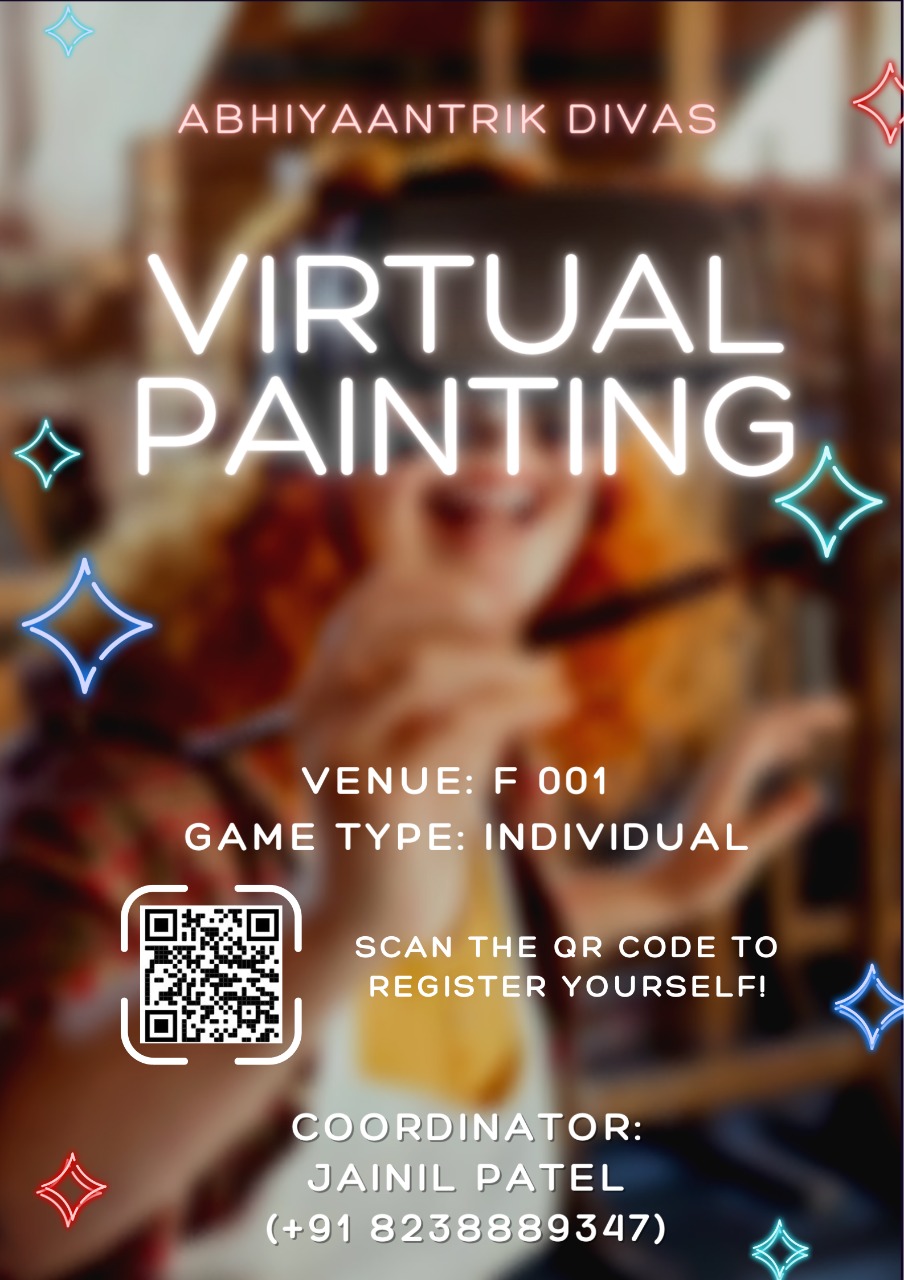 ABHIYAANTRIK DIVAS
VIRTUAL
PAINTING
VENUE: F 001
GAME TYPE: INDIVIDUAL
SCAN THE QR CODE TO
REGISTER YOURSELF!
COORDINATOR:
JAINIL PATEL
(+91 8238889347)